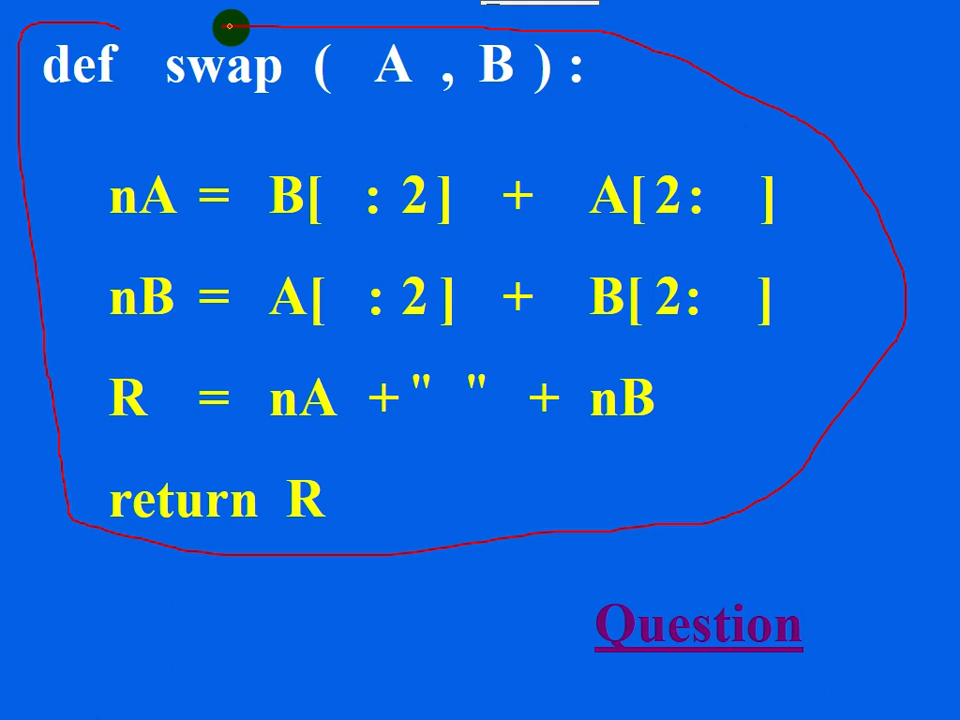 def swap ( A , B ) :
nA = B[ : 2 ] + A[ 2 : ]
nB = A[ : 2 ] + B[ 2 : ]
R = nA + " " + nB
return R
Question